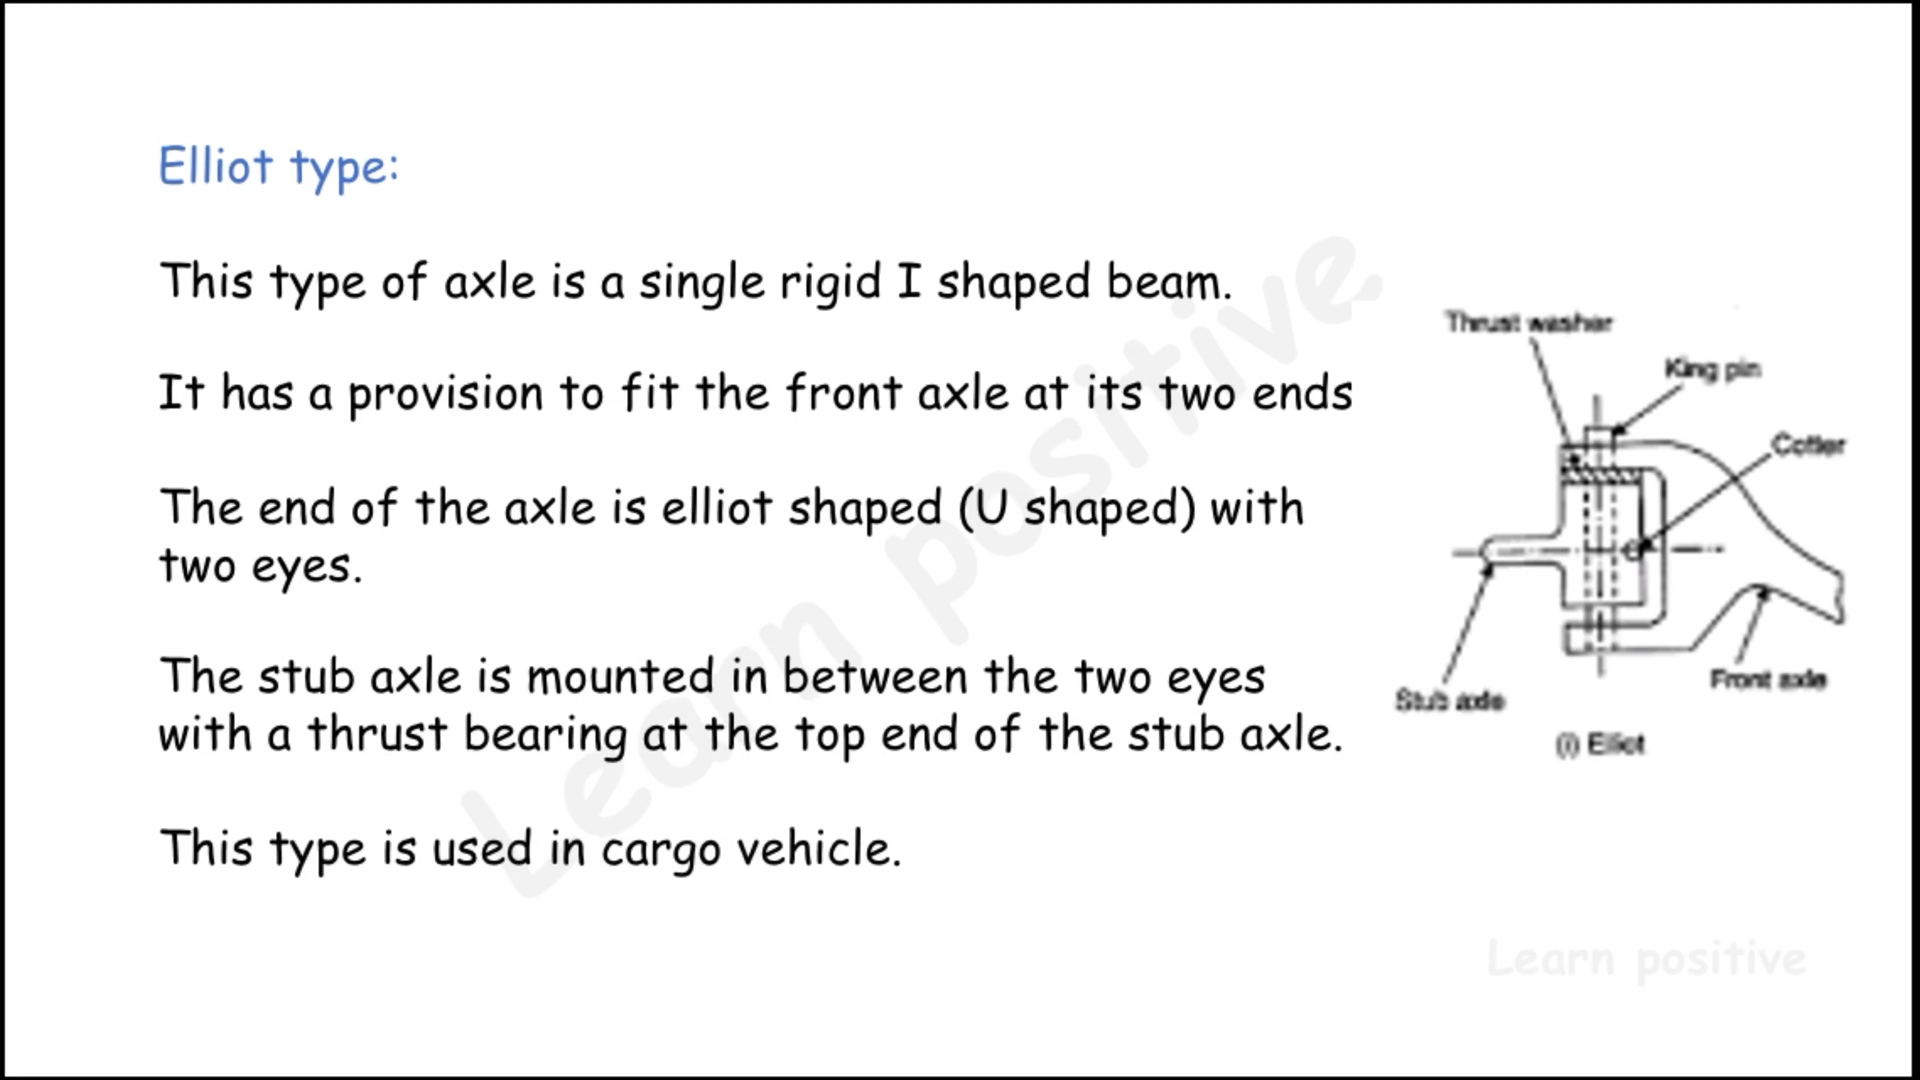 Elliot type:
This type of axle is a single rigid I shaped beam.
It has a provision to fit the front axle at its two ends
The end of the axle is elliot shaped (U shaped) with
two eyes.
The stub axle is mounted in between the two eyes
with a thrust bearing at the top end of the stub axle.
This type is used in cargo vehicle.
Thrust washer
King pin
Cotter
Stub axle
Front axle
(i) Elliot
Learn positive
Learn positive